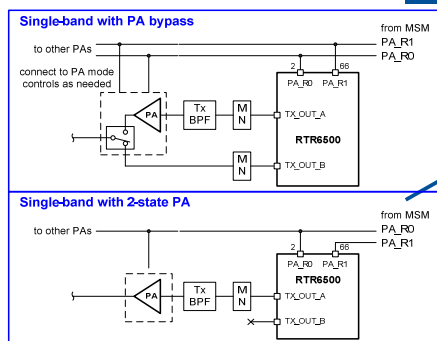 Single-band with PA bypass
from MSM
to other PAs
PA_R1
PA_R0
connect to PA mode
controls as needed
2
66
PA_R0 PA_R1
PA
Tx
BPF
M
N
TX_OUT_A
RTR6500
M
N
TX_OUT_B
Single-band with 2-state PA
from MSM
to other PAs
PA_R0
PA_R1
2
66
PA_R0 PA_R1
RTR6500
PA
Tx
BPF
M
N
TX_OUT_A
TX_OUT_B